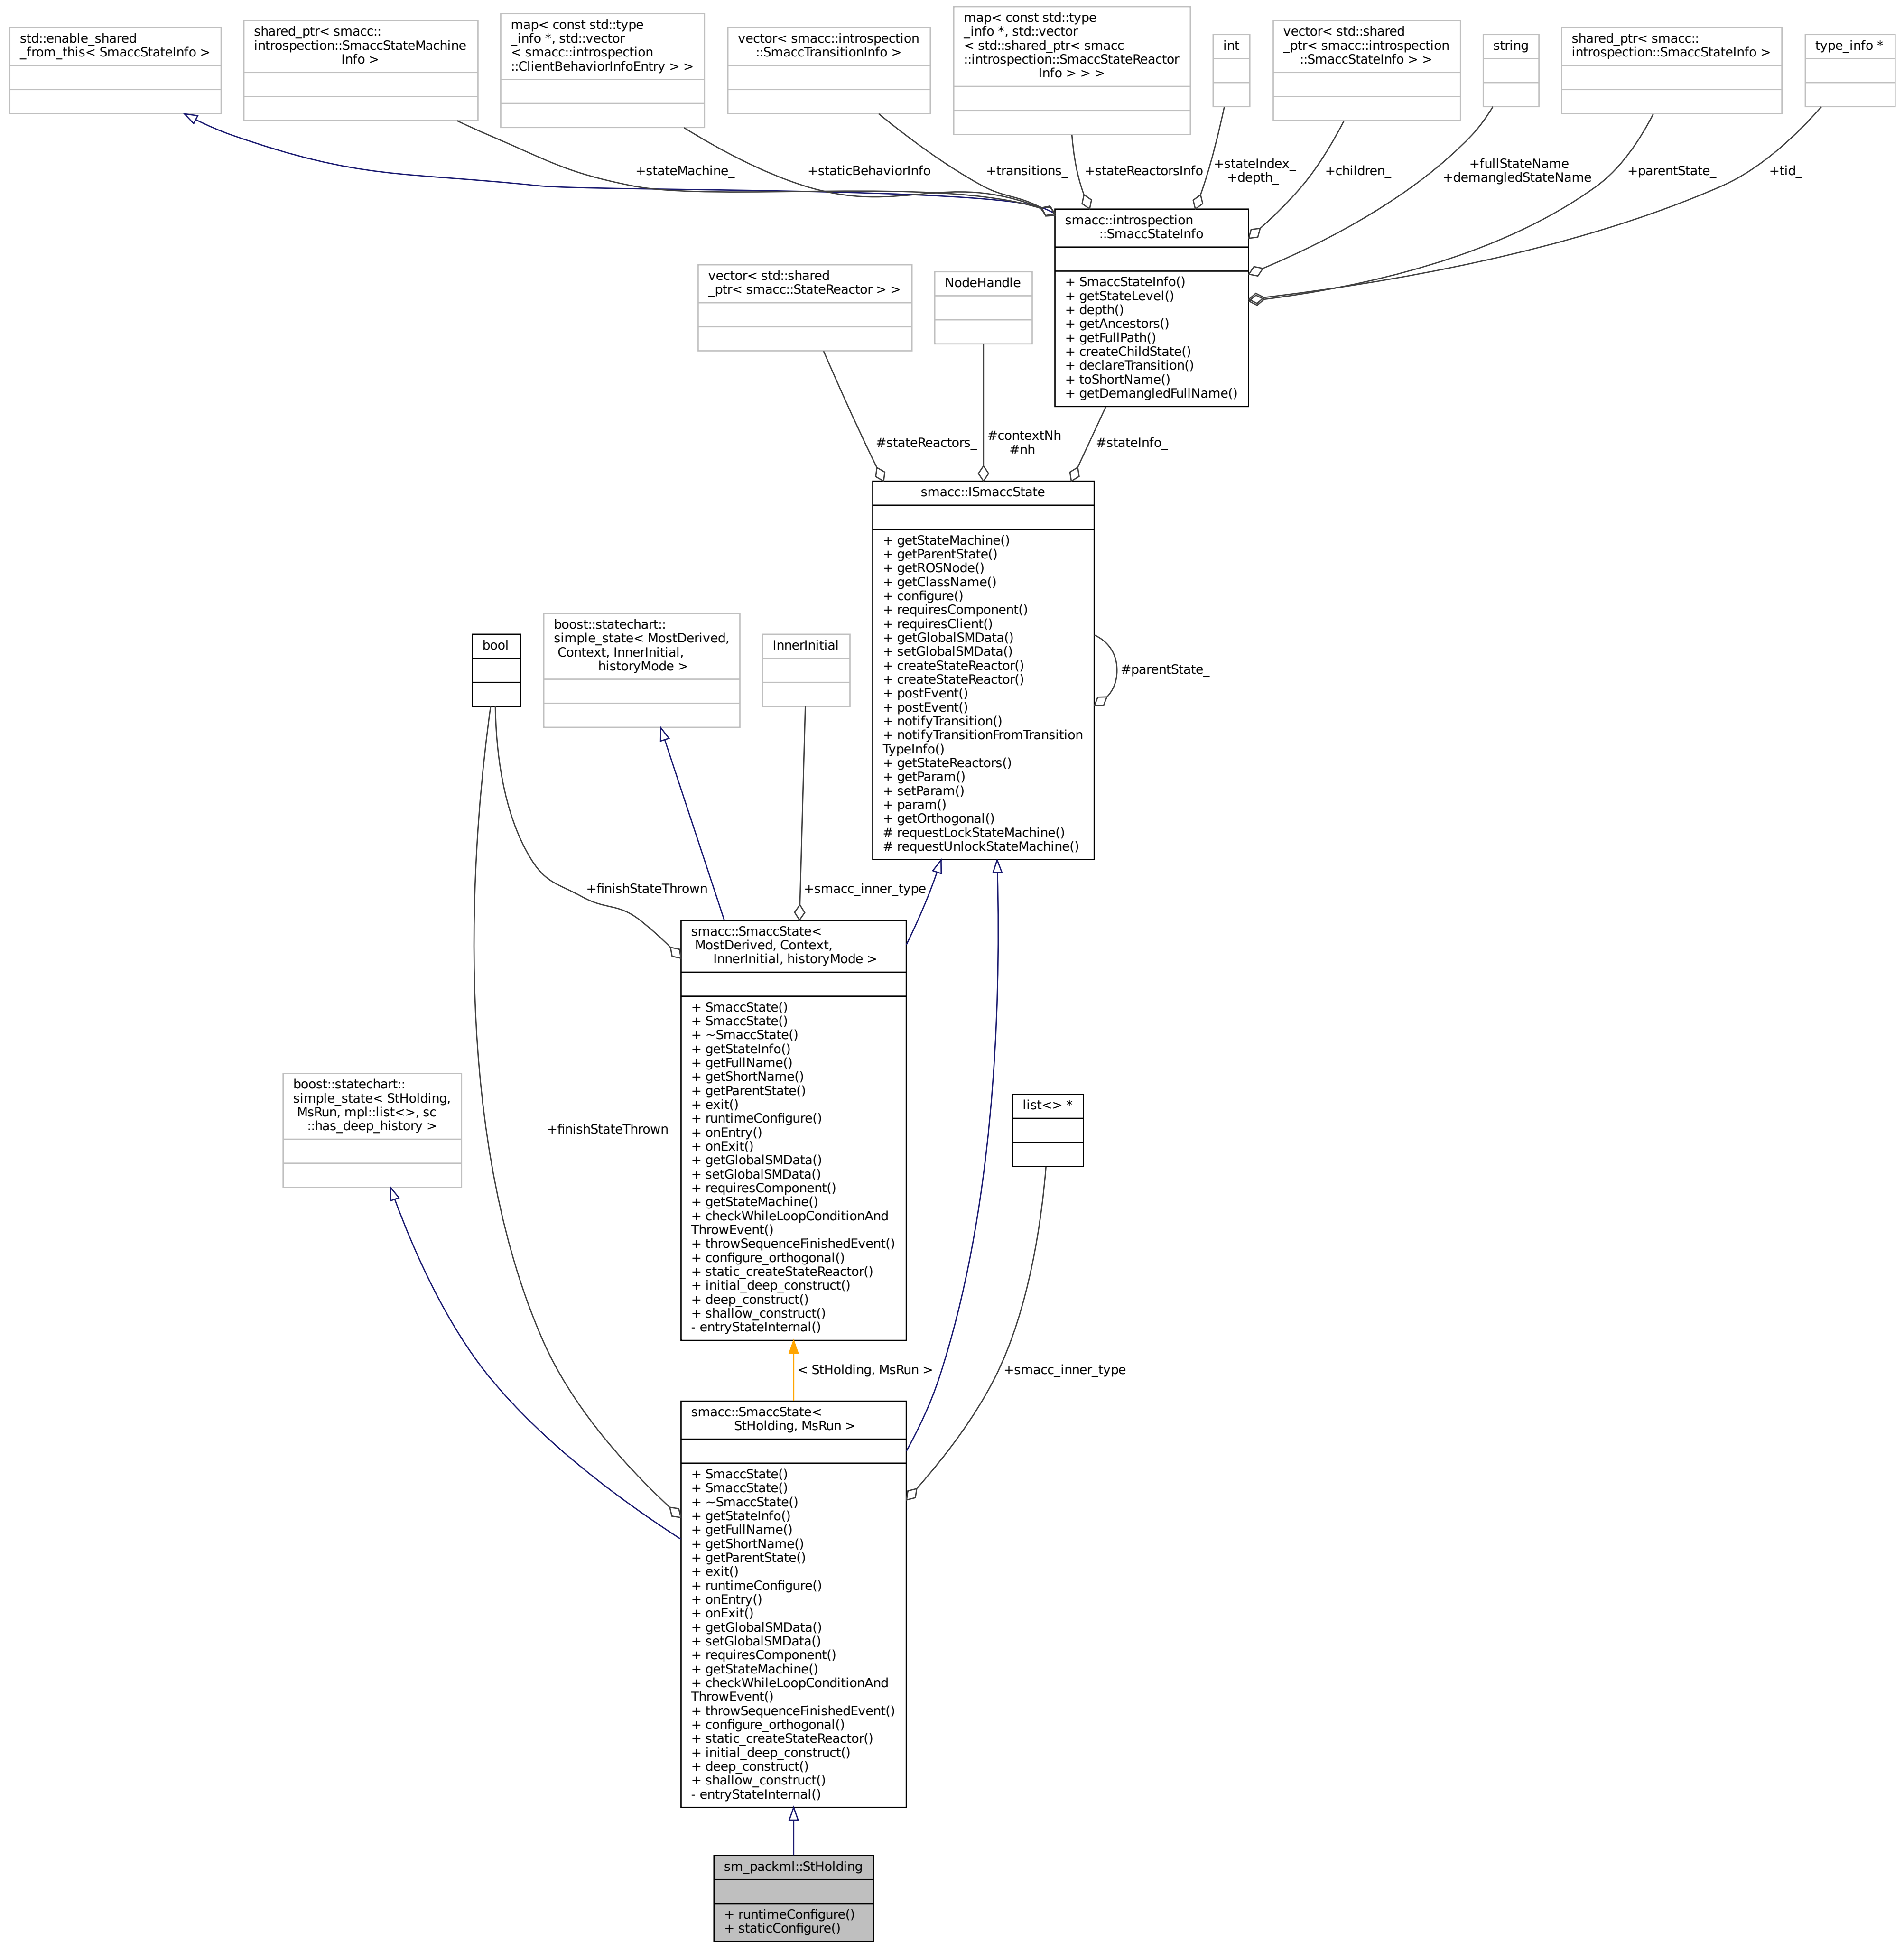 std::enable_shared
_from_this< SmaccStateInfo >
shared_ptr< smacc::
introspection::SmaccStateMachine
Info >
map< const std::type
_info *, std::vector
< smacc::introspection
::ClientBehaviorInfoEntry > >
vector< smacc::introspection
::SmaccTransitionInfo >
map< const std::type
_info *, std::vector
< std::shared_ptr< smacc
::introspection::SmaccStateReactor
Info > > >
int
vector< std::shared
_ptr< smacc::introspection
::SmaccStateInfo > >
string
shared_ptr< smacc::
introspection::SmaccStateInfo >
type_info *
+stateMachine_
+staticBehaviorInfo
+transitions_
+stateReactorsInfo
+stateIndex_
+depth_
+children_
+fullStateName
+demangledStateName
+parentState_
+tid_
smacc::introspection
::SmaccStateInfo
+ SmaccStateInfo()
+ getStateLevel()
+ depth()
+ getAncestors()
+ getFullPath()
+ createChildState()
+ declareTransition()
+ toShortName()
+ getDemangledFullName()
vector< std::shared
_ptr< smacc::StateReactor > >
NodeHandle
#stateReactors_
#contextNh
#nh
#stateInfo_
smacc::ISmaccState
+ getStateMachine()
+ getParentState()
+ getROSNode()
+ getClassName()
+ configure()
+ requiresComponent()
+ requiresClient()
+ getGlobalSMData()
+ setGlobalSMData()
+ createStateReactor()
+ createStateReactor()
+ postEvent()
+ postEvent()
+ notifyTransition()
+ notifyTransitionFromTransition
TypeInfo()
+ getStateReactors()
+ getParam()
+ setParam()
+ param()
+ getOrthogonal()
# requestLockStateMachine()
# requestUnlockStateMachine()
#parentState_
bool
boost::statechart::
simple_state< MostDerived,
Context, InnerInitial,
historyMode >
InnerInitial
+finishStateThrown
+smacc_inner_type
smacc::SmaccState<
MostDerived, Context,
InnerInitial, historyMode >
+ SmaccState()
+ SmaccState()
+ ~SmaccState()
+ getStateInfo()
+ getFullName()
+ getShortName()
+ getParentState()
+ exit()
+ runtimeConfigure()
+ onEntry()
+ onExit()
+ getGlobalSMData()
+ setGlobalSMData()
+ requiresComponent()
+ getStateMachine()
+ checkWhileLoopConditionAnd
ThrowEvent()
+ throwSequenceFinishedEvent()
+ configure_orthogonal()
+ static_createStateReactor()
+ initial_deep_construct()
+ deep_construct()
+ shallow_construct()
- entryStateInternal()
boost::statechart::
simple_state< StHolding,
MsRun, mpl::list<>, sc
::has_deep_history >
+finishStateThrown
list<> *
< StHolding, MsRun >
+smacc_inner_type
smacc::SmaccState<
StHolding, MsRun >
+ SmaccState()
+ SmaccState()
+ ~SmaccState()
+ getStateInfo()
+ getFullName()
+ getShortName()
+ getParentState()
+ exit()
+ runtimeConfigure()
+ onEntry()
+ onExit()
+ getGlobalSMData()
+ setGlobalSMData()
+ requiresComponent()
+ getStateMachine()
+ checkWhileLoopConditionAnd
ThrowEvent()
+ throwSequenceFinishedEvent()
+ configure_orthogonal()
+ static_createStateReactor()
+ initial_deep_construct()
+ deep_construct()
+ shallow_construct()
- entryStateInternal()
sm_packml::StHolding
+ runtimeConfigure()
+ staticConfigure()